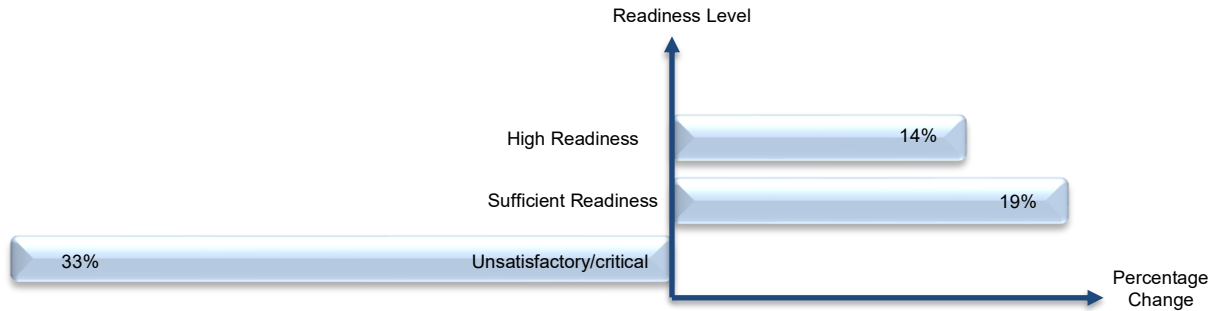 Readiness Level
High Readiness
14%
Sufficient Readiness
19%
33%
Unsatisfactory/critical
Percentage
Change